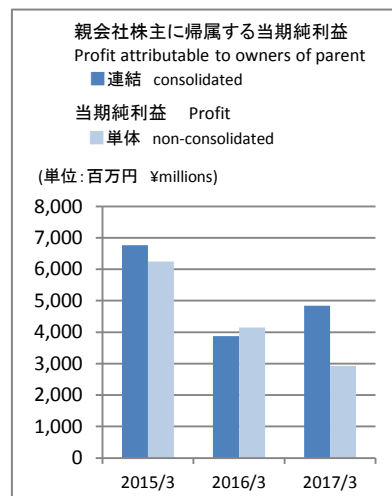 親会社株主に帰属する当期純利益
Profit attributable to owners of parent
連結 consolidated
当期純利益 Profit
単体 non-consolidated
(単位：百万円 ¥millions)
8,000
7,000
6,000
5,000
4,000
3,000
2,000
1,000
0
2015/3 2016/3 2017/3